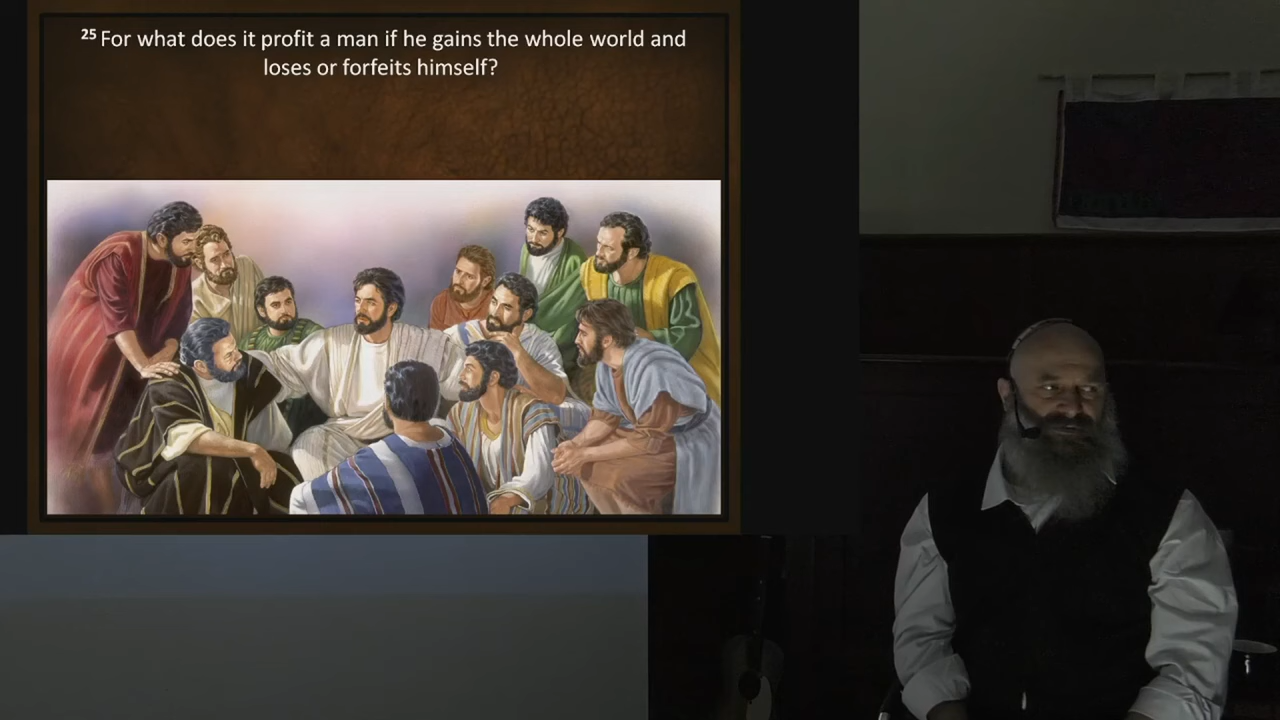 25 For what does it profit a man if he gains the whole world and
loses or forfeits himself?